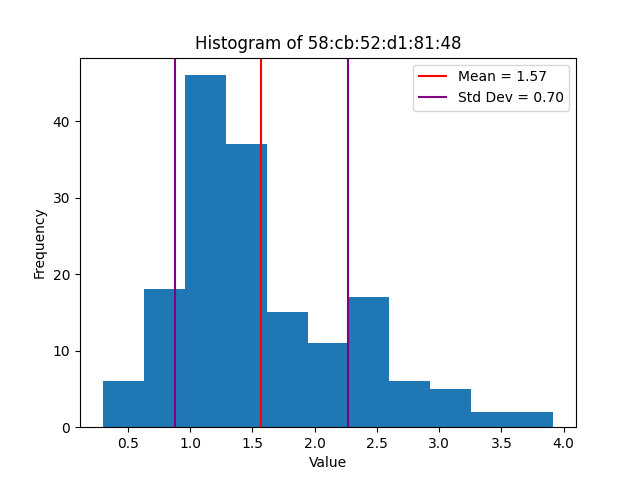 Histogram of 58:cb:52:d1:81:48
Mean = 1.57
Std Dev = 0.70
Frequency
40
30
20
10
0
0.5 1.0 1.5 2.0 2.5 3.0 3.5 4.0
Value